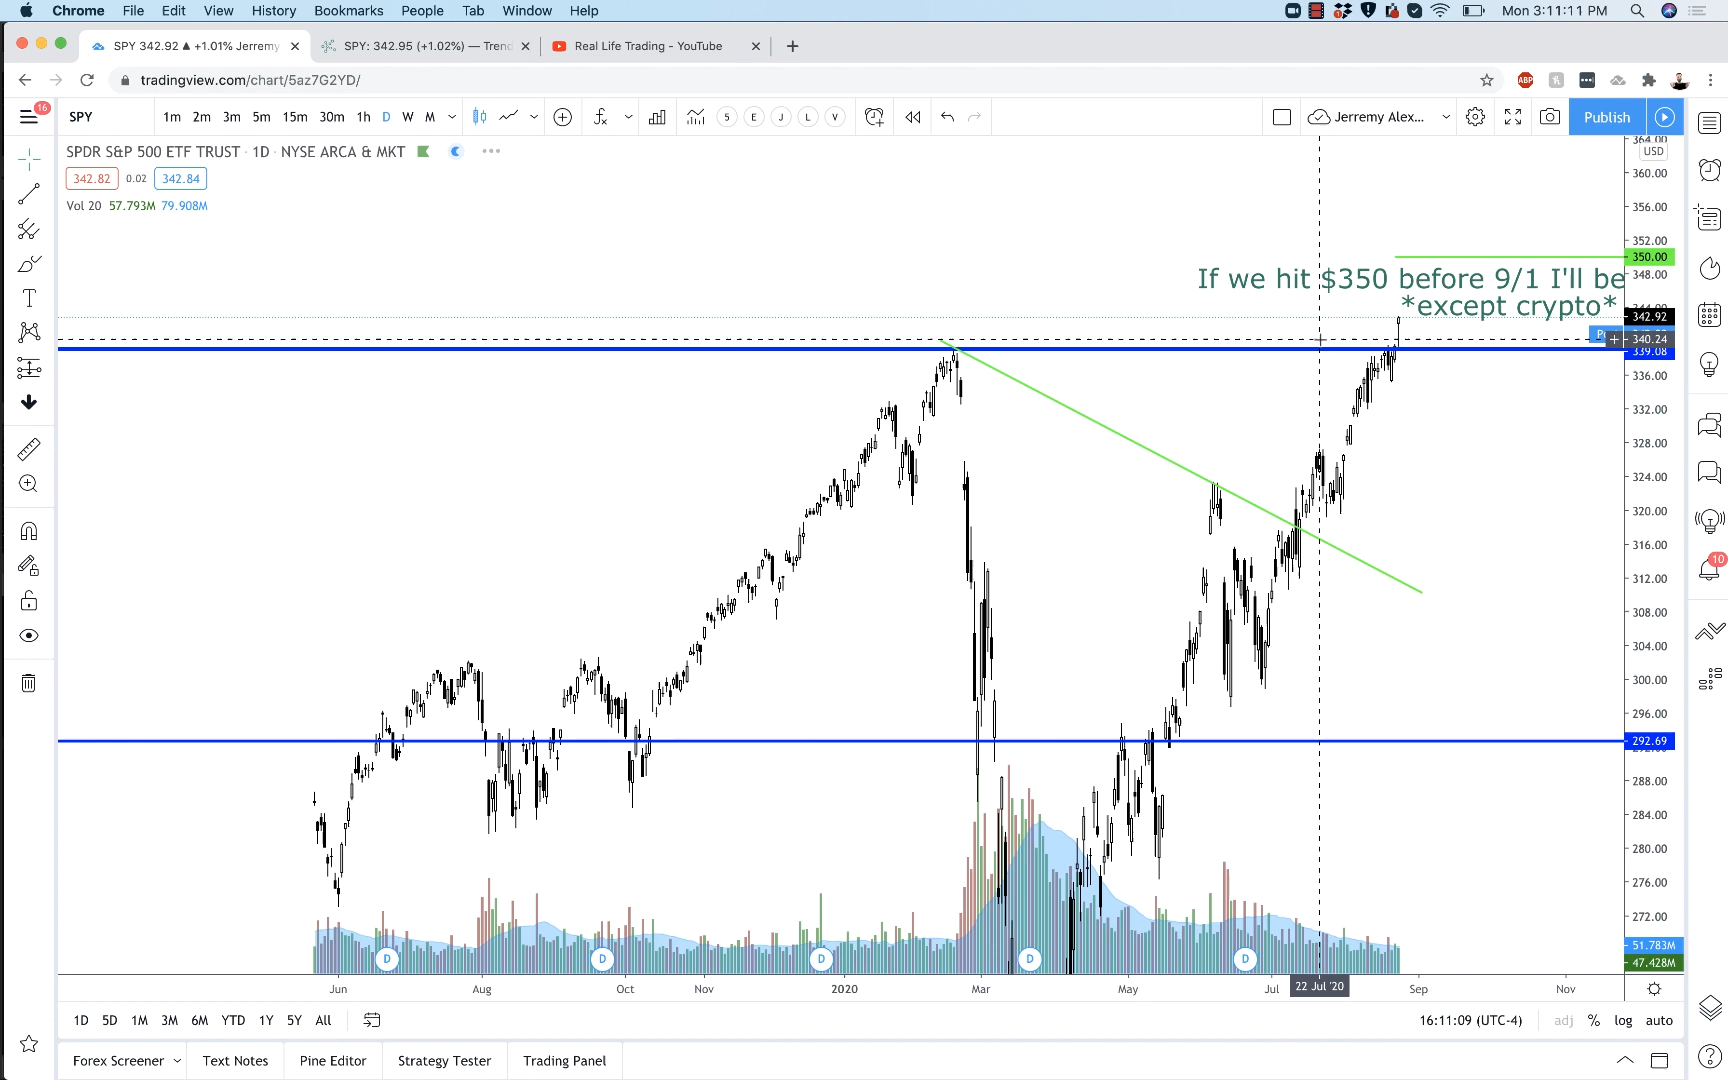 Chrome File Edit View History Bookmarks People Tab Window Help Mon 3:11:11 PM
SPY 342.92 ▲ +1.01% Jerremy
SPY: 342.95 (+1.02%) — Trend
Real Life Trading - YouTube
tradingview.com/chart/5az7G2YD/
ABP
16
SPY 1m 2m 3m 5m 15m 30m 1h D W M
S E J L V
Jerremy Alex...
Publish
SPDR S&P 500 ETF TRUST · 1D · NYSE ARCA & MKT
342.82 0.02 342.84
Vol 20 57.793M 79.908M
364.00
USD
360.00
356.00
352.00
350.00
If we hit $350 before 9/1 I'll be
348.00
*except crypto*
344.00
342.92
340.24
339.08
336.00
332.00
328.00
324.00
320.00
316.00
312.00
308.00
304.00
300.00
296.00
292.69
288.00
284.00
280.00
276.00
272.00
51.783M
47.428M
10
D D D D D
Jun Aug Oct Nov 2020 Mar May Jul 22 Jul '20 Sep Nov
1D 5D 1M 3M 6M YTD 1Y 5Y All
16:11:09 (UTC-4) adj % log auto
Forex Screener Text Notes Pine Editor Strategy Tester Trading Panel